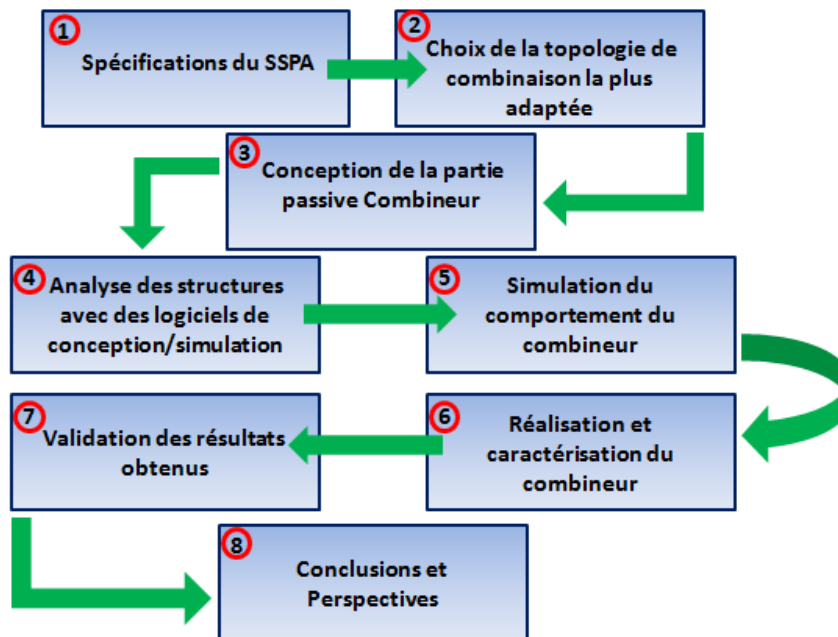 1
Spécifications du SSPA
2
Choix de la topologie de
combinaison la plus
adaptée
3
Conception de la partie
passive Combineur
4
Analyse des structures
avec des logiciels de
conception/simulation
5
Simulation du
comportement du
combineur
6
Réalisation et
caractérisation du
combineur
7
Validation des résultats
obtenus
8
Conclusions et
Perspectives